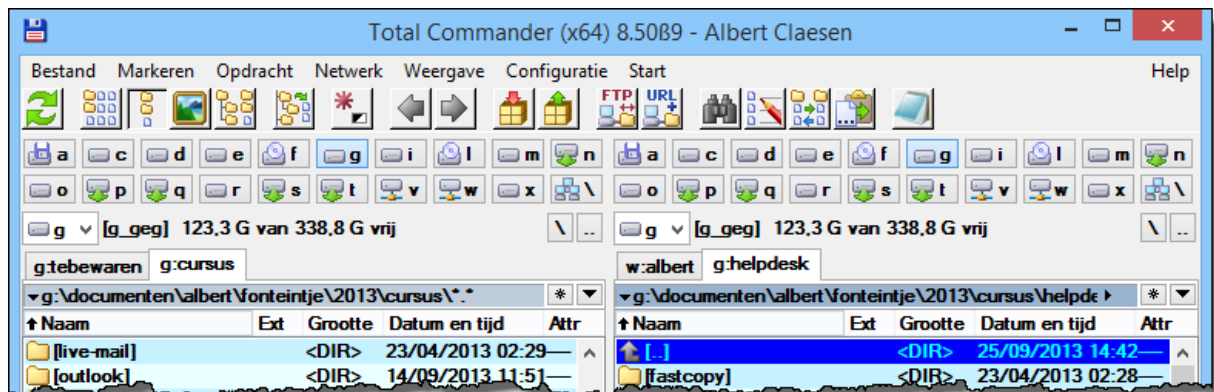 Total Commander (x64) 8.50ß9 - Albert Claesen
Bestand Markeren Opdracht Netwerk Weergave Configuratie Start Help
FTP URL
a c d e f g i l m n a c d e f g i l m n
o p q r s t v w x \ o p q r s t v w x \
g [g_geg] 123,3 G van 338,8 G vrij \ .. g [g_geg] 123,3 G van 338,8 G vrij \ ..
g:tebewaren g:cursus w:albert g:helpdesk
g:\documenten\albert\fonteintje\2013\cursus\*.* * g:\documenten\albert\fonteintje\2013\cursus\helpde *
Naam Ext Grootte Datum en tijd Attr Naam Ext Grootte Datum en tijd Attr
[live-mail] <DIR> 23/04/2013 02:29— [..] <DIR> 25/09/2013 14:42—
[outlook] <DIR> 14/09/2013 11:51— [fastcopy] <DIR> 23/04/2013 02:28—